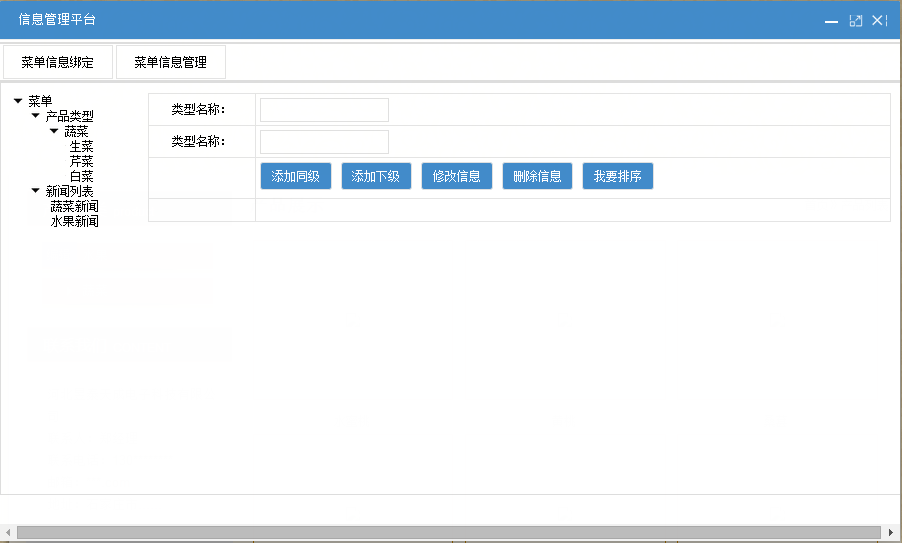 信息管理平台
菜单信息绑定
菜单信息管理
菜单
产品类型
蔬菜
生菜
芹菜
白菜
新闻列表
蔬菜新闻
水果新闻
类型名称：
类型名称：
添加同级
添加下级
修改信息
删除信息
我要排序